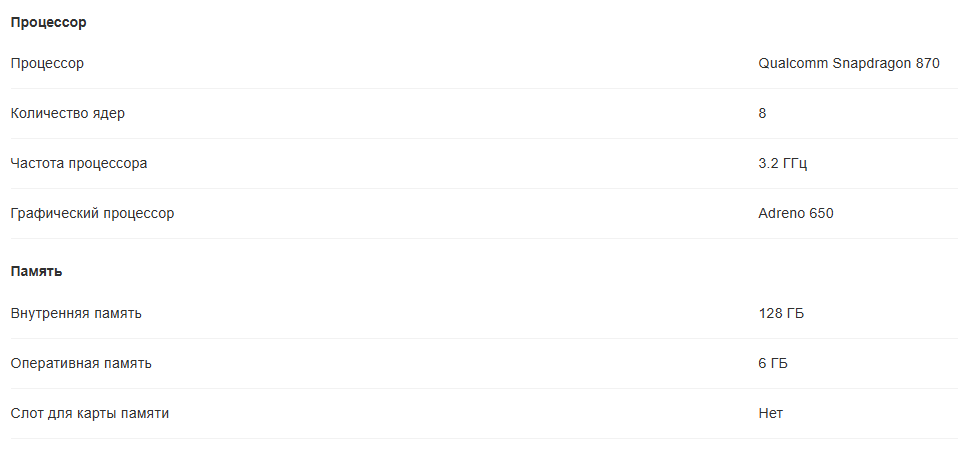 Процессор
Процессор Qualcomm Snapdragon 870
Количество ядер 8
Частота процессора 3.2 ГГц
Графический процессор Adreno 650
Память
Внутренняя память 128 ГБ
Оперативная память 6 ГБ
Слот для карты памяти Нет